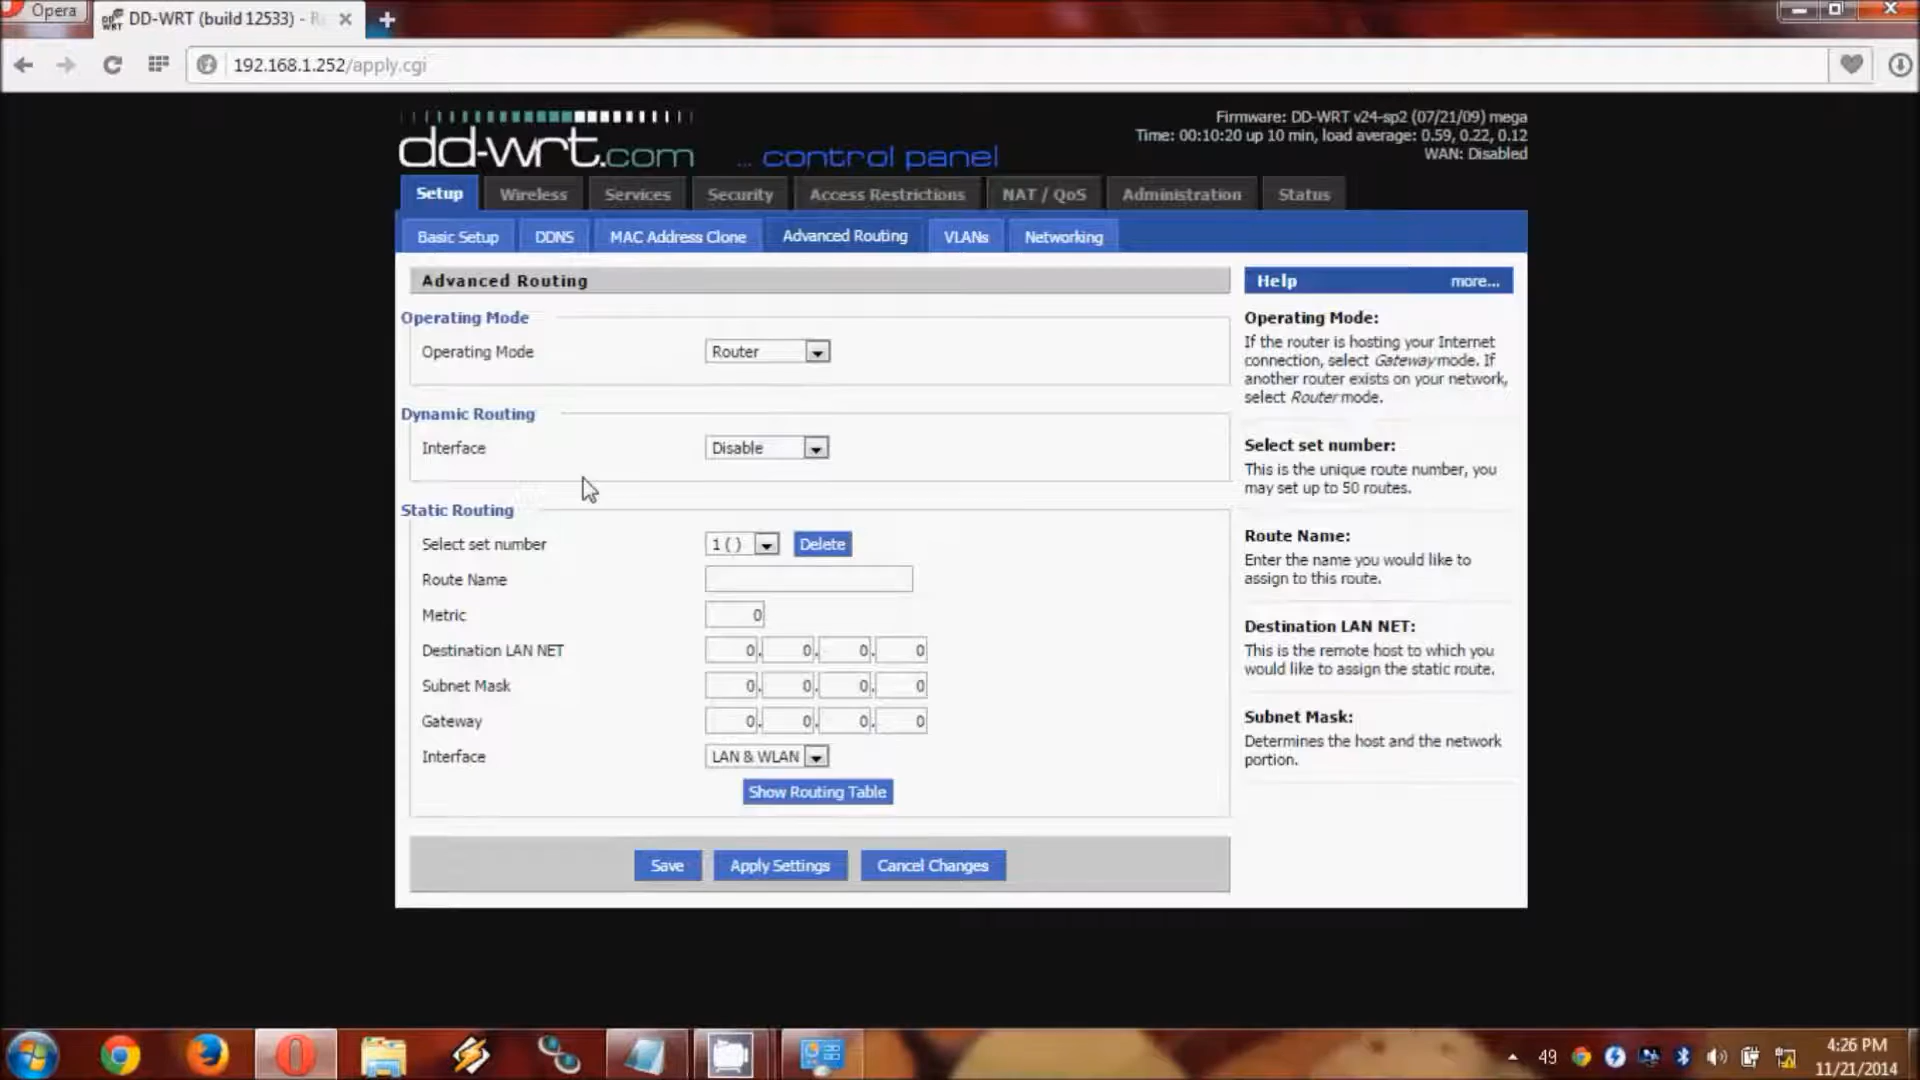 Opera
DD-WRT (build 12533) - R
192.168.1.252/apply.cgi
dd-wrt.com
... control panel
Firmware: DD-WRT v24-sp2 (07/21/09) mega
Time: 00:10:20 up 10 min, load average: 0.59, 0.22, 0.12
WAN: Disabled
Setup Wireless Services Security Access Restrictions NAT / QoS Administration Status
Basic Setup DDNS MAC Address Clone Advanced Routing VLANs Networking
Advanced Routing
Operating Mode
Operating Mode Router
Dynamic Routing
Interface Disable
Static Routing
Select set number 1 ( ) Delete
Route Name
Metric 0
Destination LAN NET 0. 0. 0. 0
Subnet Mask 0. 0. 0. 0
Gateway 0. 0. 0. 0
Interface LAN & WLAN
Show Routing Table
Save Apply Settings Cancel Changes
Help more...
Operating Mode:
If the router is hosting your Internet
connection, select Gateway mode. If
another router exists on your network,
select Router mode.
Select set number:
This is the unique route number, you
may set up to 50 routes.
Route Name:
Enter the name you would like to
assign to this route.
Destination LAN NET:
This is the remote host to which you
would like to assign the static route.
Subnet Mask:
Determines the host and the network
portion.
49
4:26 PM
11/21/2014